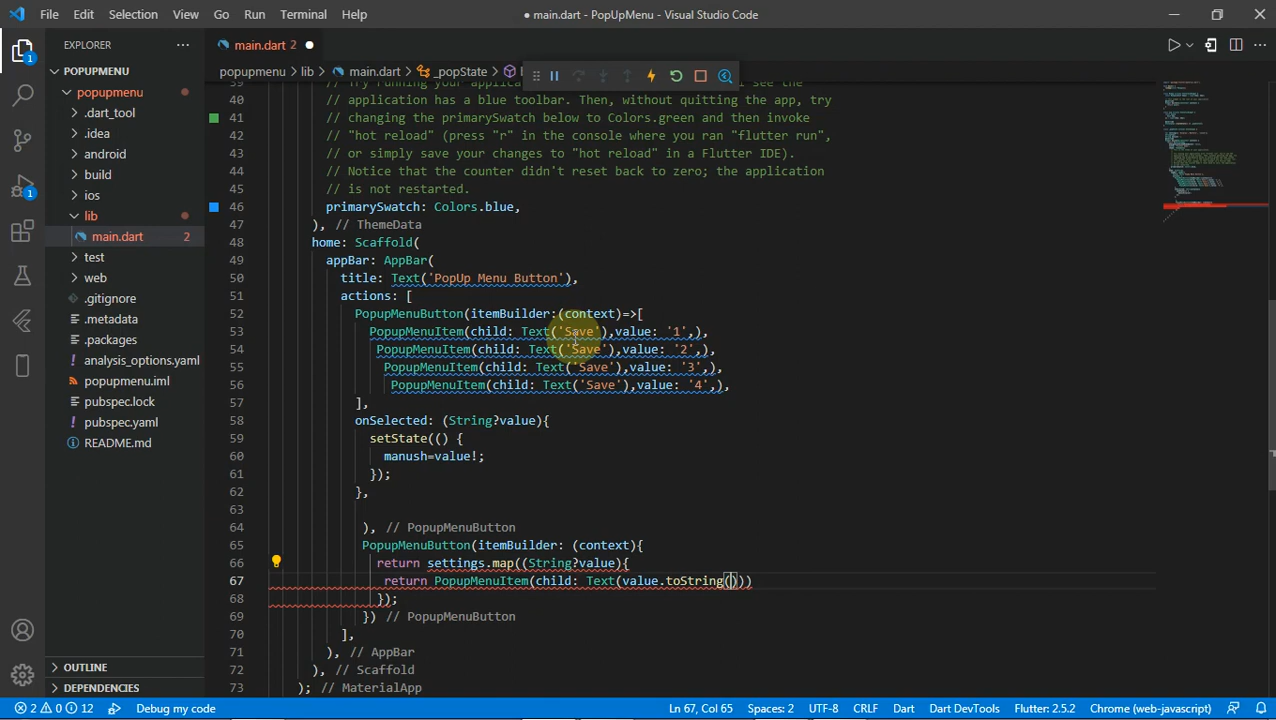 File Edit Selection View Go Run Terminal Help
● main.dart - PopUpMenu - Visual Studio Code
EXPLORER
main.dart 2
POPUPMENU
popupmenu > lib > main.dart > _popState
popupmenu
.dart_tool
.idea
android
build
ios
lib
main.dart 2
test
web
.gitignore
.metadata
.packages
analysis_options.yaml
popupmenu.iml
pubspec.lock
pubspec.yaml
README.md
OUTLINE
DEPENDENCIES
40 // application has a blue toolbar. Then, without quitting the app, try
41 // changing the primarySwatch below to Colors.green and then invoke
42 // "hot reload" (press "r" in the console where you ran "flutter run",
43 // or simply save your changes to "hot reload" in a Flutter IDE).
44 // Notice that the counter didn't reset back to zero; the application
45 // is not restarted.
46 primarySwatch: Colors.blue,
47 ), // ThemeData
48 home: Scaffold(
49 appBar: AppBar(
50 title: Text('PopUp Menu Button'),
51 actions: [
52 PopupMenuButton(itemBuilder:(context)=>[
53 PopupMenuItem(child: Text('Save'),value: '1',),
54 PopupMenuItem(child: Text('Save'),value: '2',),
55 PopupMenuItem(child: Text('Save'),value: '3',),
56 PopupMenuItem(child: Text('Save'),value: '4',),
57 ],
58 onSelected: (String?value){
59 setState(() {
60 manush=value!;
61 });
62 },
63
64 ), // PopupMenuButton
65 PopupMenuButton(itemBuilder: (context){
66 return settings.map((String?value){
67 return PopupMenuItem(child: Text(value.toString()))
68 });
69 }) // PopupMenuButton
70 ],
71 ), // AppBar
72 ), // Scaffold
73 ); // MaterialApp
2 0 12 Debug my code Ln 67, Col 65 Spaces: 2 UTF-8 CRLF Dart Dart DevTools Flutter: 2.5.2 Chrome (web-javascript)